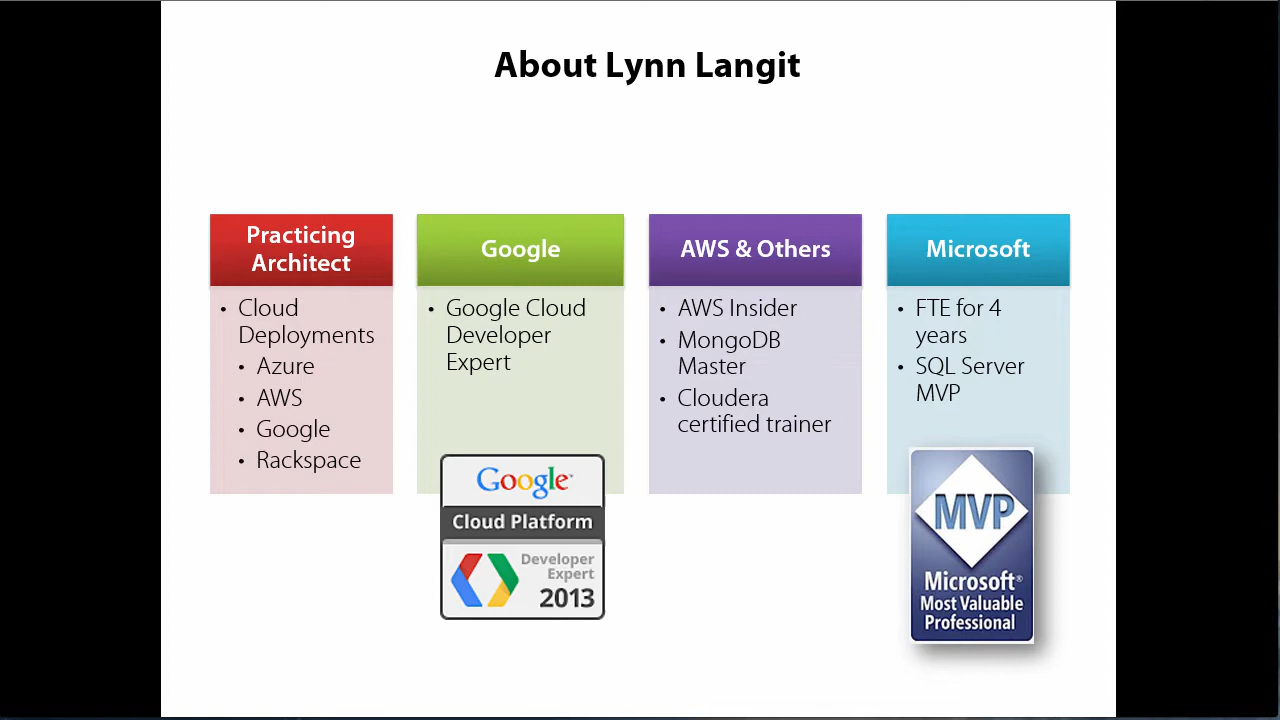 About Lynn Langit
Practicing
Architect
• Cloud
Deployments
• Azure
• AWS
• Google
• Rackspace
Google
• Google Cloud
Developer
Expert
Google
Cloud Platform
Developer
Expert
2013
AWS & Others
• AWS Insider
• MongoDB
Master
• Cloudera
certified trainer
Microsoft
• FTE for 4
years
• SQL Server
MVP
MVP
Microsoft®
Most Valuable
Professional